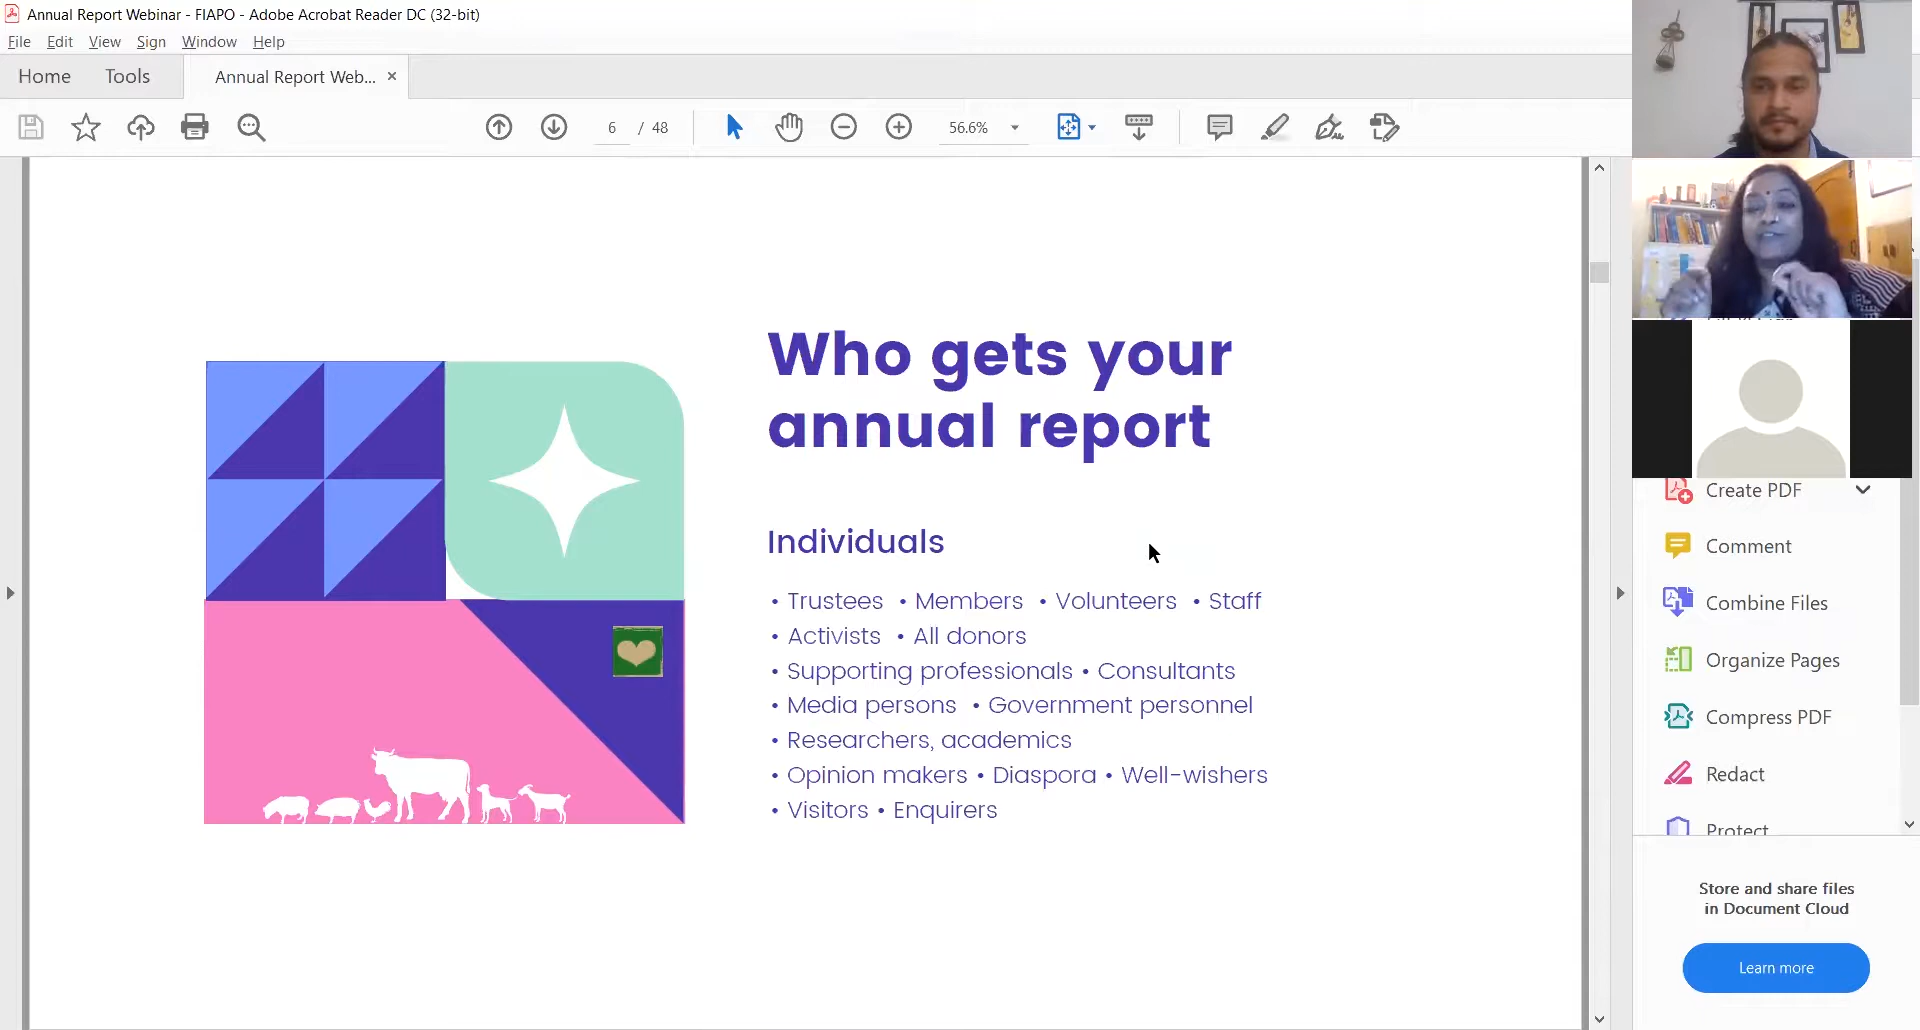 Annual Report Webinar - FIAPO - Adobe Acrobat Reader DC (32-bit)
File Edit View Sign Window Help
Home Tools Annual Report Web... ×
6 / 48 56.6%
Who gets your
annual report
Individuals
• Trustees • Members • Volunteers • Staff
• Activists • All donors
• Supporting professionals • Consultants
• Media persons • Government personnel
• Researchers, academics
• Opinion makers • Diaspora • Well-wishers
• Visitors • Enquirers
Create PDF
Comment
Combine Files
Organize Pages
Compress PDF
Redact
Protect
Store and share files
in Document Cloud
Learn more